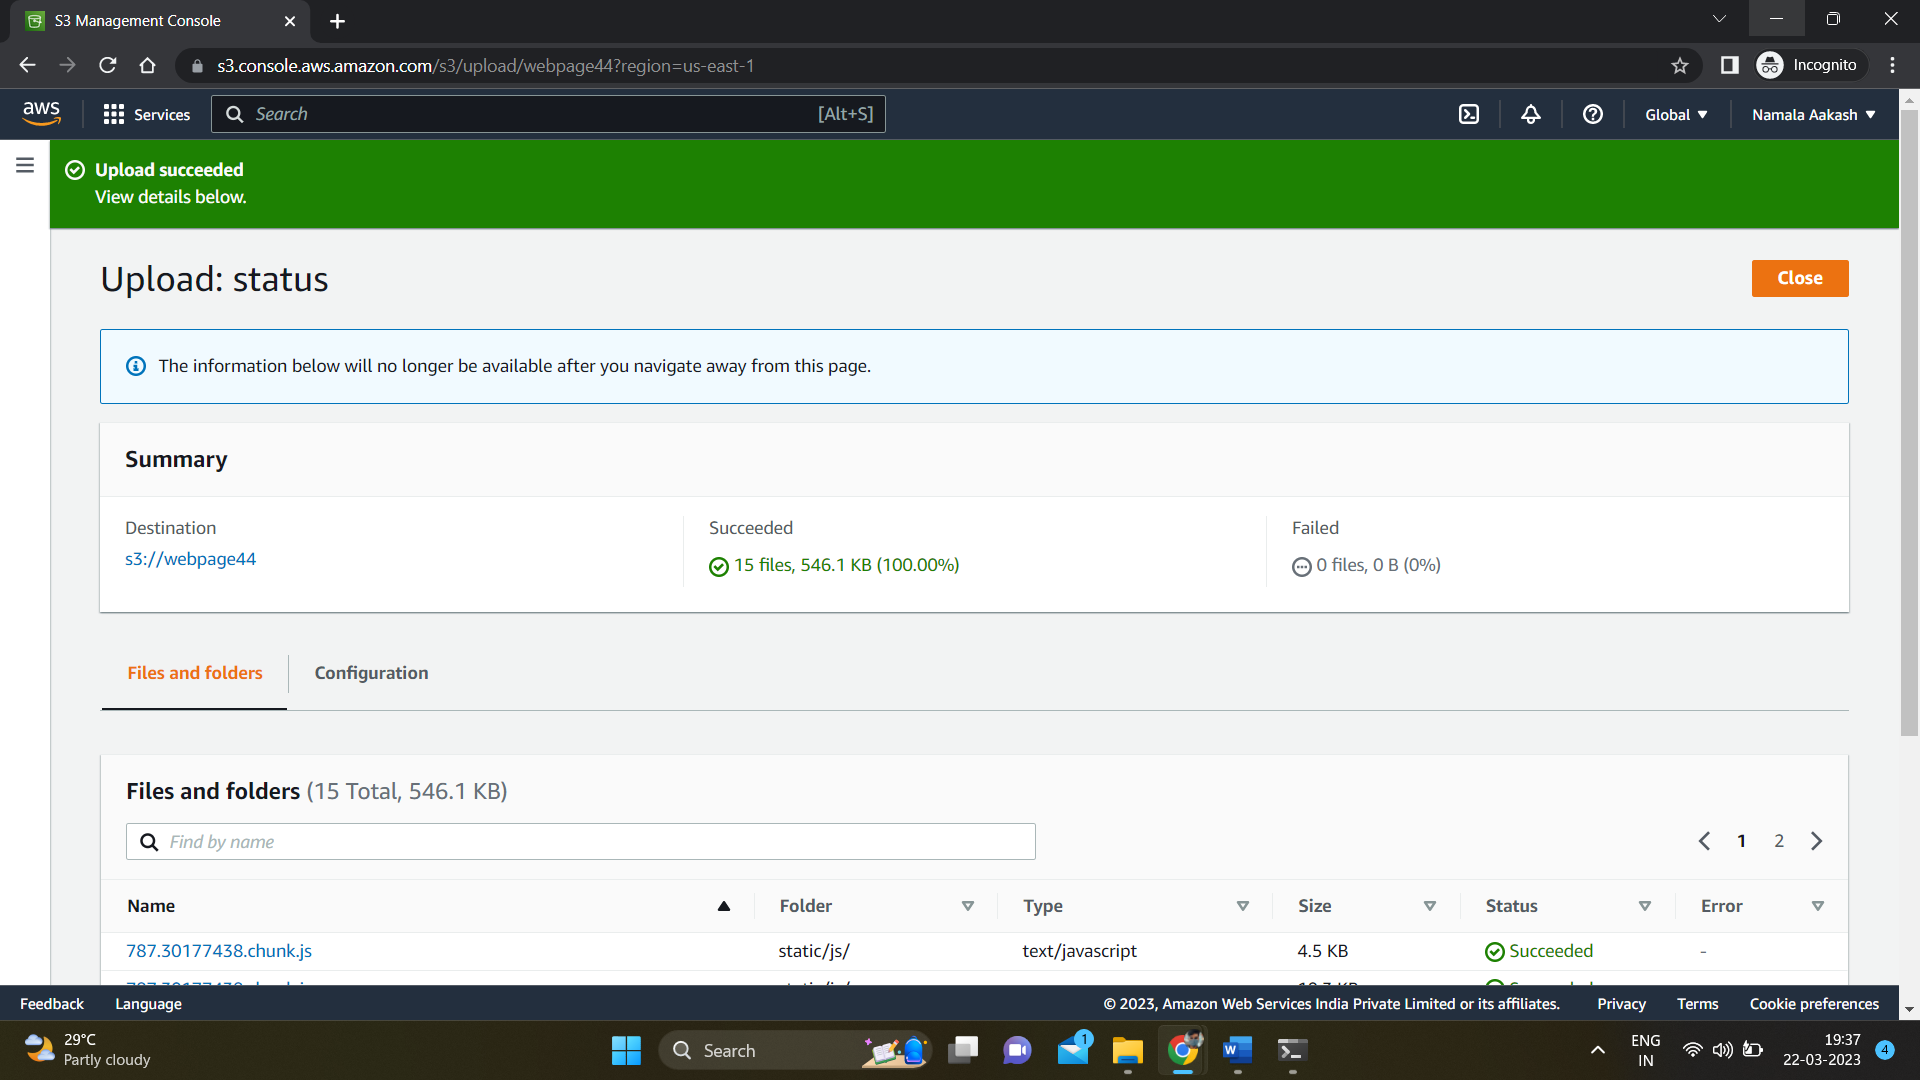 S3 Management Console
s3.console.aws.amazon.com/s3/upload/webpage44?region=us-east-1
Incognito
aws
Services
Search
[Alt+S]
Global
Namala Aakash
Upload succeeded
View details below.
Upload: status
Close
The information below will no longer be available after you navigate away from this page.
Summary
Destination
Succeeded
Failed
s3://webpage44
15 files, 546.1 KB (100.00%)
0 files, 0 B (0%)
Files and folders
Configuration
Files and folders (15 Total, 546.1 KB)
Find by name
1
2
Name
Folder
Type
Size
Status
Error
787.30177438.chunk.js
static/js/
text/javascript
4.5 KB
Succeeded
-
Feedback
Language
© 2023, Amazon Web Services India Private Limited or its affiliates.
Privacy
Terms
Cookie preferences
29°C
Partly cloudy
Search
1
ENG
IN
19:37
22-03-2023
4